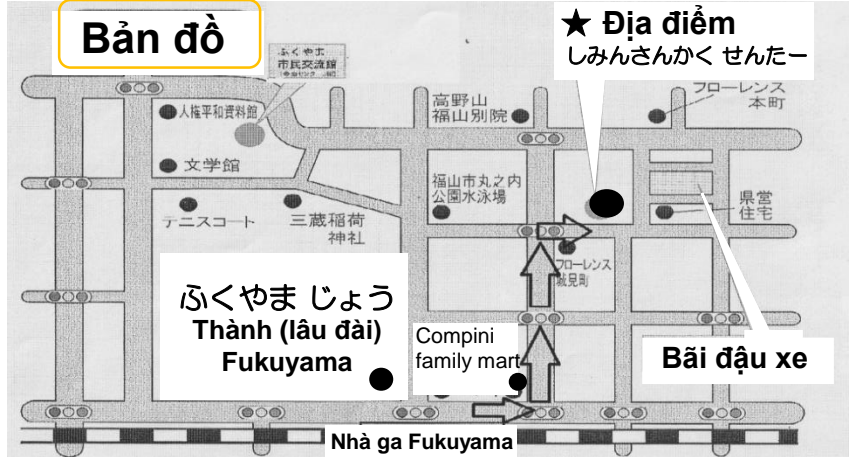 Bản đồ
★ Địa điểm
しみんさんかく せんたー
ふくやま
市民交流館
フローレンス
本町
人権平和資料館
高野山
福山別院
文学館
福山市丸之内
公園水泳場
テニスコート
三蔵稲荷
神社
県営
住宅
フローレンス
城見町
ふくやま じょう
Thành (lâu đài)
Fukuyama
Compini
family mart
Bãi đậu xe
Nhà ga Fukuyama